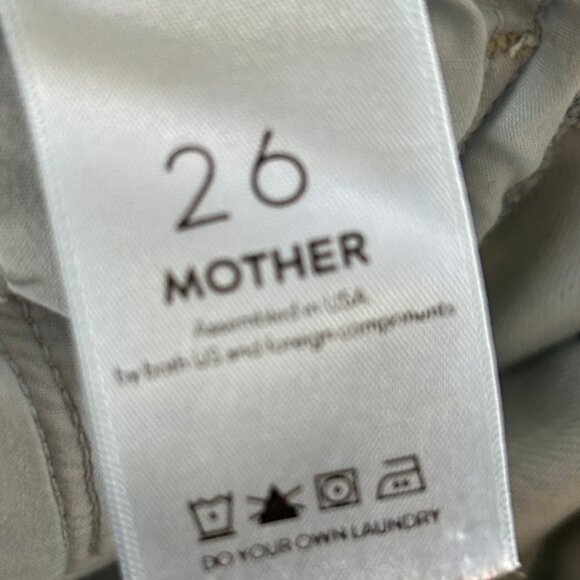 26
MOTHER
Assembled in USA
by both US and foreign components
DO YOUR OWN LAUNDRY